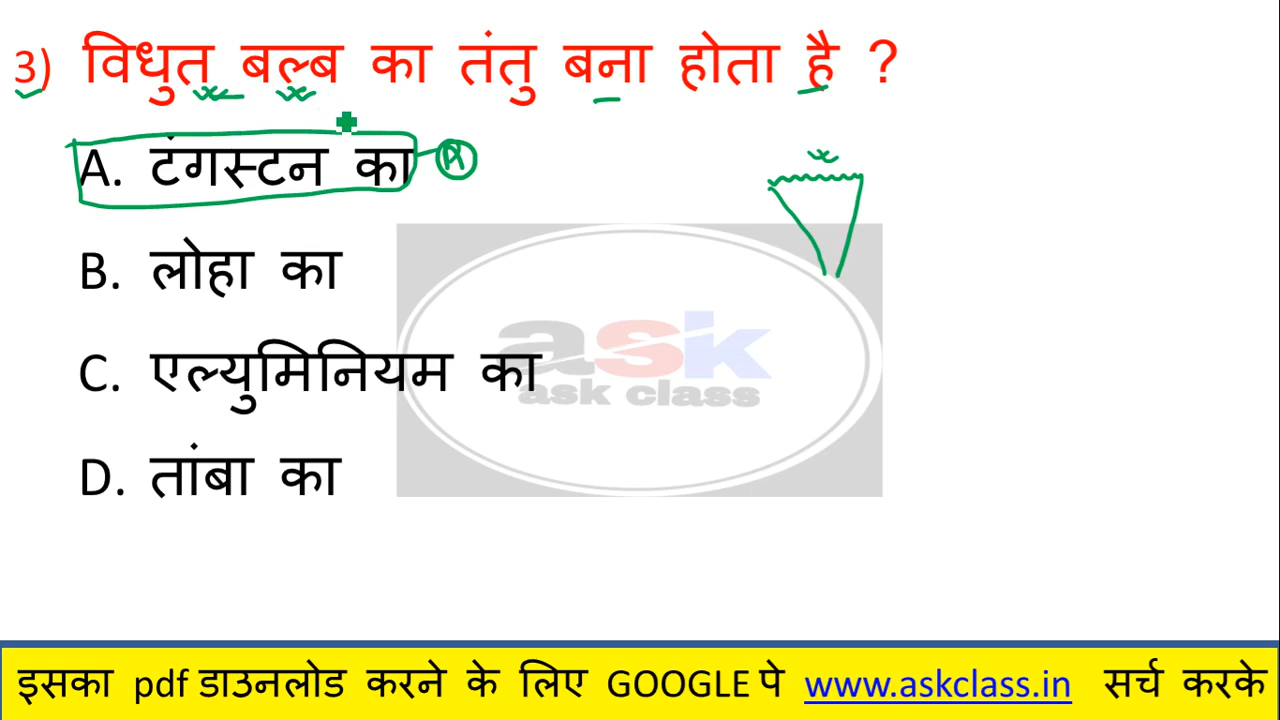 3) विधुत बल्ब का तंतु बना होता है ?
A. टंगस्टन का A
B. लोहा का
C. एल्युमिनियम का
D. तांबा का
ask
ask class
इसका pdf डाउनलोड करने के लिए GOOGLE पे www.askclass.in सर्च करके